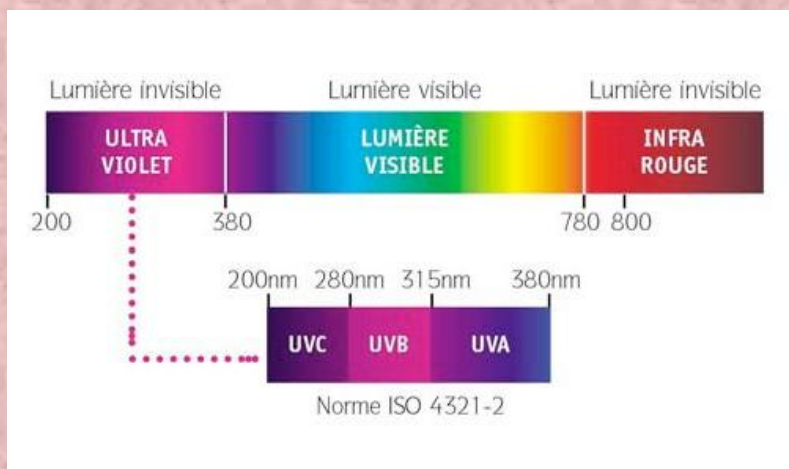 Lumière invisible Lumière visible Lumière invisible
ULTRA VIOLET LUMIÈRE VISIBLE INFRA ROUGE
200 380 780 800
200nm 280nm 315nm 380nm
UVC UVB UVA
Norme ISO 4321-2